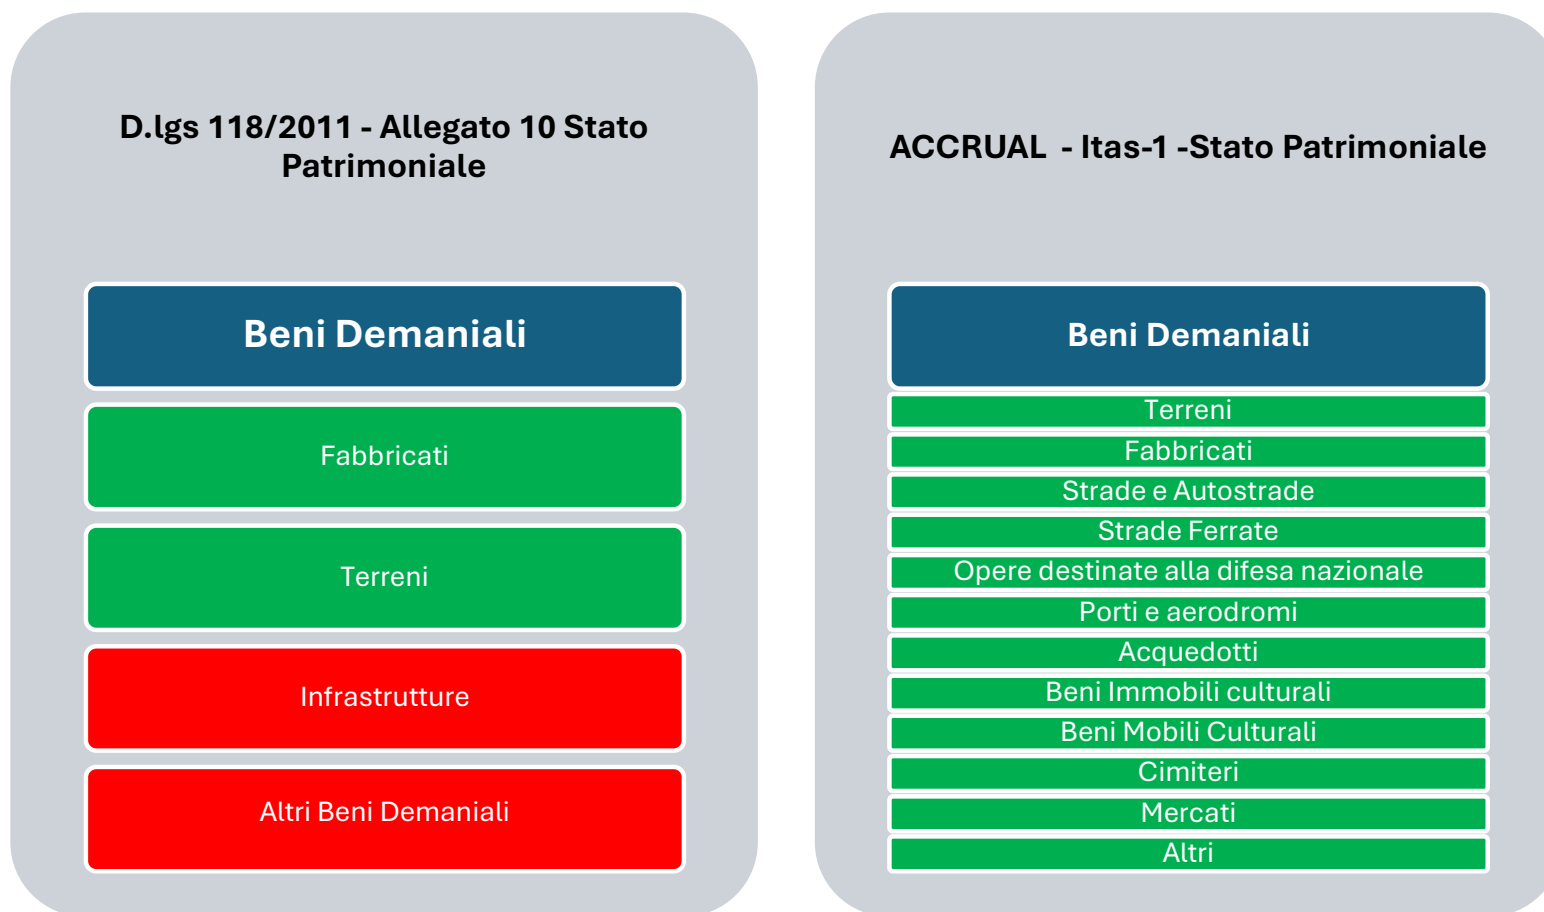 D.lgs 118/2011 - Allegato 10 Stato
Patrimoniale
Beni Demaniali
Fabbricati
Terreni
Infrastrutture
Altri Beni Demaniali
ACCRUAL  - Itas-1 -Stato Patrimoniale
Beni Demaniali
Terreni
Fabbricati
Strade e Autostrade
Strade Ferrate
Opere destinate alla difesa nazionale
Porti e aerodromi
Acquedotti
Beni Immobili culturali
Beni Mobili Culturali
Cimiteri
Mercati
Altri